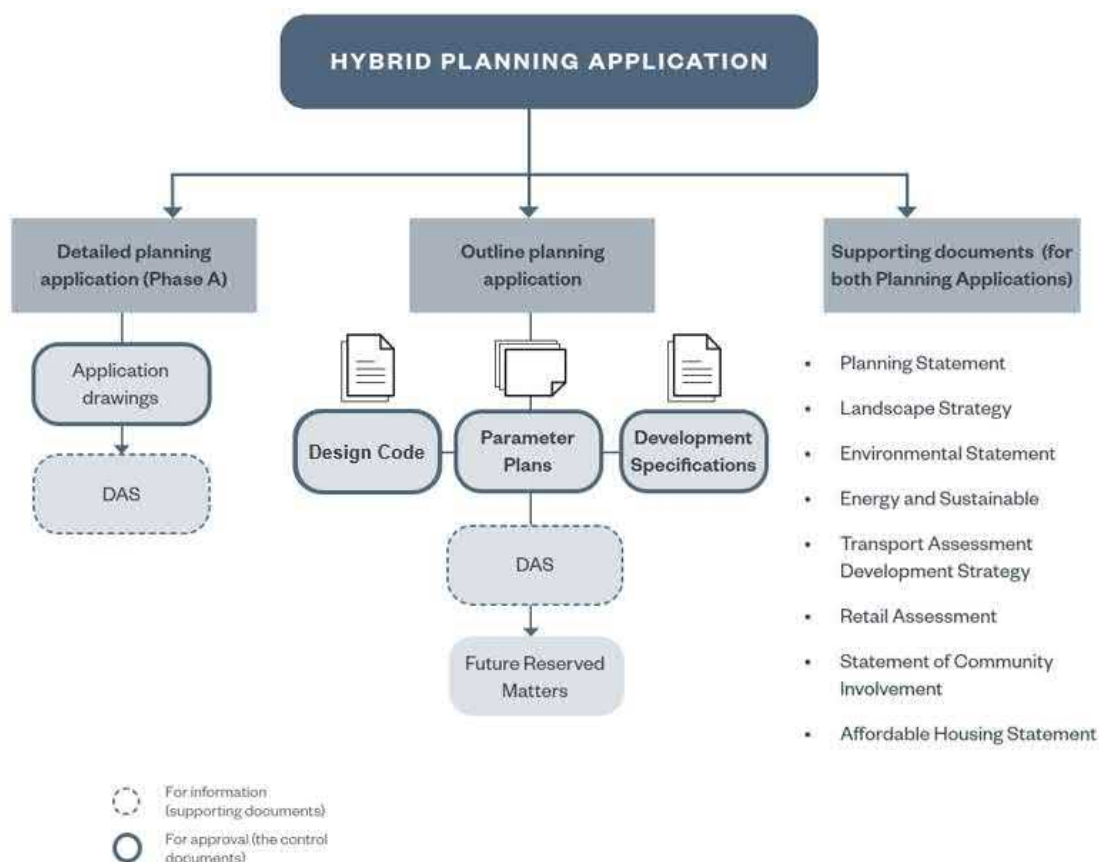 HYBRID PLANNING APPLICATION
Detailed planning
application (Phase A)
Application
drawings
DAS
Outline planning
application
Design Code
Parameter
Plans
Development
Specifications
DAS
Future Reserved
Matters
Supporting documents (for
both Planning Applications)
• Planning Statement
• Landscape Strategy
• Environmental Statement
• Energy and Sustainable
• Transport Assessment
Development Strategy
• Retail Assessment
• Statement of Community
Involvement
• Affordable Housing Statement
For information
(supporting documents)
For approval (the control
documents)